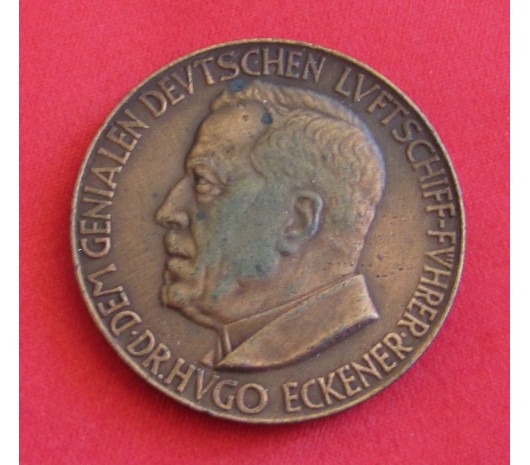 DEM GENIALEN DEVTSCHEN LVFTSCHIFF-FVHRER·
DR.HVGO ECKENER·